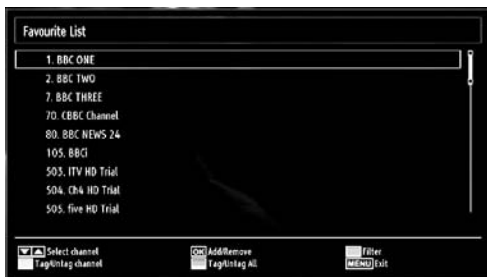 Favourite List
1. BBC ONE
2. BBC TWO
7. BBC THREE
70. CBBC Channel
80. BBC NEWS 24
105. BBCi
503. ITV HD Trial
504. Ch4 HD Trial
505. five HD Trial
Select channel OK Add/Remove Filter
Tag/Untag channel Tag/Untag All MENU Exit